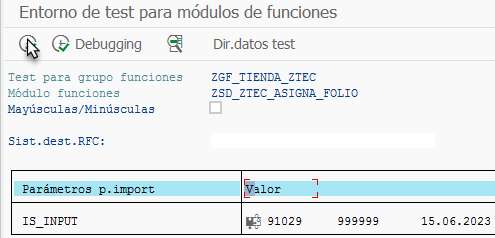 Entorno de test para módulos de funciones
Debugging Dir.datos test
Test para grupo funciones ZGF_TIENDA_ZTEC
Módulo funciones ZSD_ZTEC_ASIGNA_FOLIO
Mayúsculas/Minúsculas
Sist.dest.RFC:
Parámetros p.import Valor
IS_INPUT 91029 999999 15.06.2023